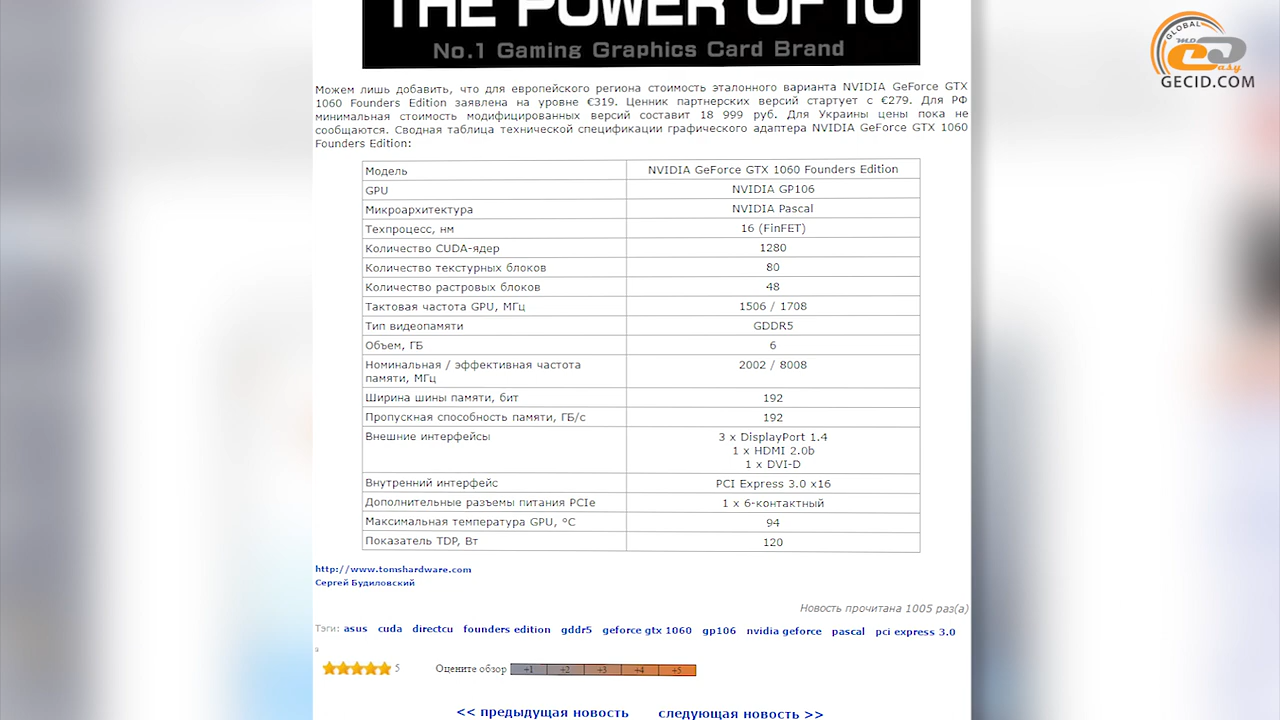 THE POWER OF 10
No.1 Gaming Graphics Card Brand
GLOBAL
easy
GECID.COM
Можем лишь добавить, что для европейского региона стоимость эталонного варианта NVIDIA GeForce GTX
1060 Founders Edition заявлена на уровне €319. Ценник партнерских версий стартует с €279. Для РФ
минимальная стоимость модифицированных версий составит 18 999 руб. Для Украины цены пока не
сообщаются. Сводная таблица технической спецификации графического адаптера NVIDIA GeForce GTX 1060
Founders Edition:
Модель NVIDIA GeForce GTX 1060 Founders Edition
GPU NVIDIA GP106
Микроархитектура NVIDIA Pascal
Техпроцесс, нм 16 (FinFET)
Количество CUDA-ядер 1280
Количество текстурных блоков 80
Количество растровых блоков 48
Тактовая частота GPU, МГц 1506 / 1708
Тип видеопамяти GDDR5
Объем, ГБ 6
Номинальная / эффективная частота 2002 / 8008
памяти, МГц
Ширина шины памяти, бит 192
Пропускная способность памяти, ГБ/с 192
Внешние интерфейсы 3 x DisplayPort 1.4
1 x HDMI 2.0b
1 x DVI-D
Внутренний интерфейс PCI Express 3.0 x16
Дополнительные разъемы питания PCIe 1 x 6-контактный
Максимальная температура GPU, °С 94
Показатель TDP, Вт 120
http://www.tomshardware.com
Сергей Будиловский
Новость прочитана 1005 раз(а)
Тэги: asus cuda directcu founders edition gddr5 geforce gtx 1060 gp106 nvidia geforce pascal pci express 3.0
5 Оцените обзор +1 +2 +3 +4 +5
<< предыдущая новость следующая новость >>